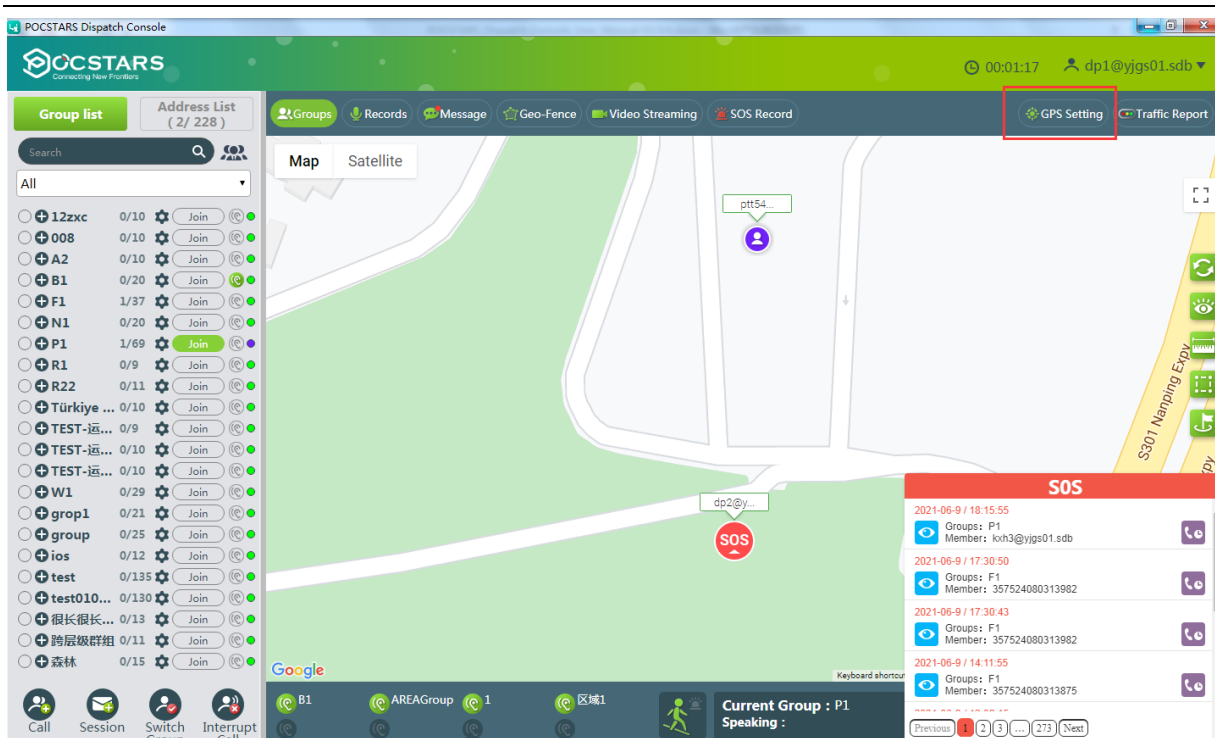 POCSTARS Dispatch Console
POCSTARS
Connecting New Frontiers
00:01:17 dp1@yjgs01.sdb
Group list
Address List
( 2/ 228 )
Groups Records Message Geo-Fence Video Streaming SOS Record GPS Setting Traffic Report
Search
All
12zxc 0/10 Join
008 0/10 Join
A2 0/10 Join
B1 0/20 Join
F1 1/37 Join
N1 0/20 Join
P1 1/69 Join
R1 0/9 Join
R22 0/11 Join
Türkiye ... 0/10 Join
TEST-运... 0/9 Join
TEST-运... 0/10 Join
TEST-运... 0/10 Join
W1 0/29 Join
grop1 0/21 Join
group 0/25 Join
ios 0/12 Join
test 0/135 Join
test010... 0/130 Join
很长很长... 0/13 Join
跨层级群组 0/11 Join
森林 0/15 Join
Call Session Switch Interrupt
Map Satellite
ptt54...
dp2@y...
SOS
S301 Nanping Expy
Google
Keyboard shortcu
SOS
2021-06-9 / 18:15:55
Groups: P1
Member: kxh3@yjgs01.sdb
2021-06-9 / 17:30:50
Groups: F1
Member: 357524080313982
2021-06-9 / 17:30:43
Groups: F1
Member: 357524080313982
2021-06-9 / 14:11:55
Groups: F1
Member: 357524080313875
Previous 1 2 3 ... 273 Next
B1 AREAGroup 1 区域1
Current Group : P1
Speaking :